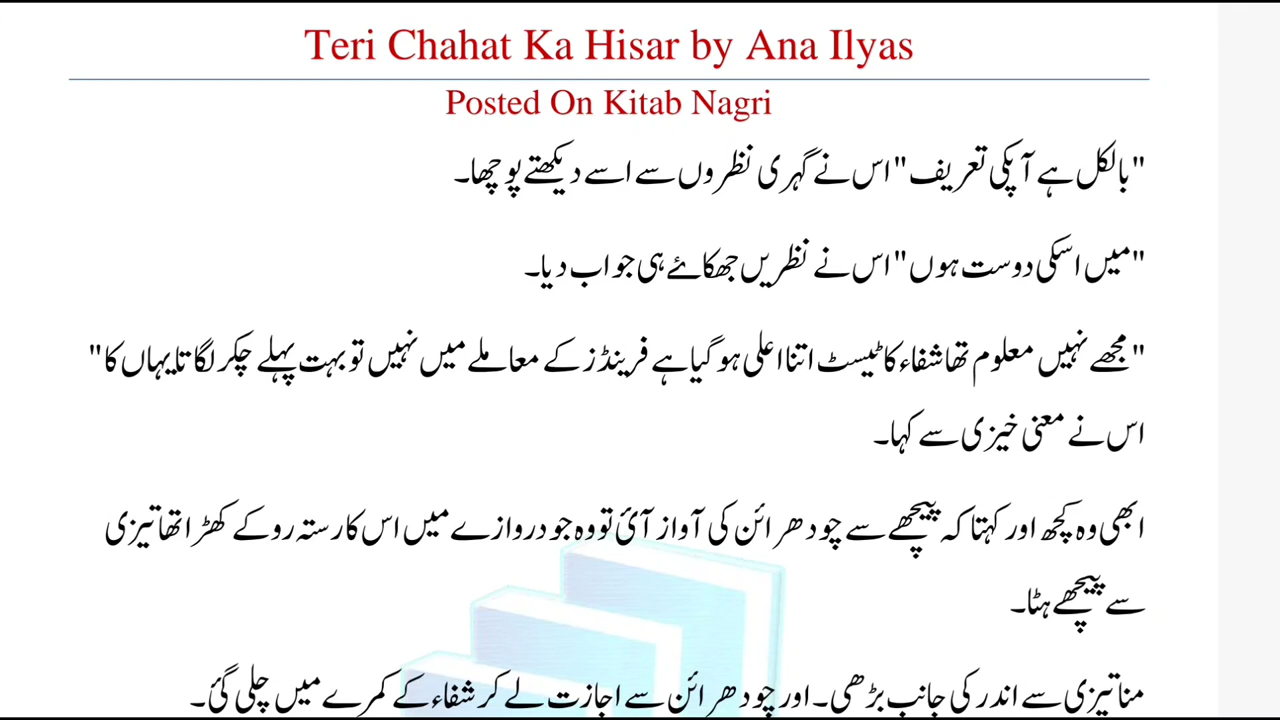 Teri Chahat Ka Hisar by Ana Ilyas
Posted On Kitab Nagri
"بالکل ہے آپکی تعریف" اس نے گہری نظروں سے اسے دیکھتے پوچھا۔
"میں اسکی دوست ہوں" اس نے نظریں جھکائے ہی جواب دیا۔
"مجھے نہیں معلوم تھا شفاء کا ٹیسٹ اتنا اعلی ہو گیا ہے فرینڈز کے معاملے میں نہیں تو بہت پہلے چکر لگاتا یہاں کا"
اس نے معنی خیزی سے کہا۔
ابھی وہ کچھ اور کہتا کہ پیچھے سے چودھرائن کی آواز آئ تو وہ جو دروازے میں اس کا رستہ روکے کھڑا تھا تیزی
سے پیچھے ہٹا۔
منا تیزی سے اندر کی جانب بڑھی۔ اور چودھرائن سے اجازت لے کر شفاء کے کمرے میں چلی گئ۔